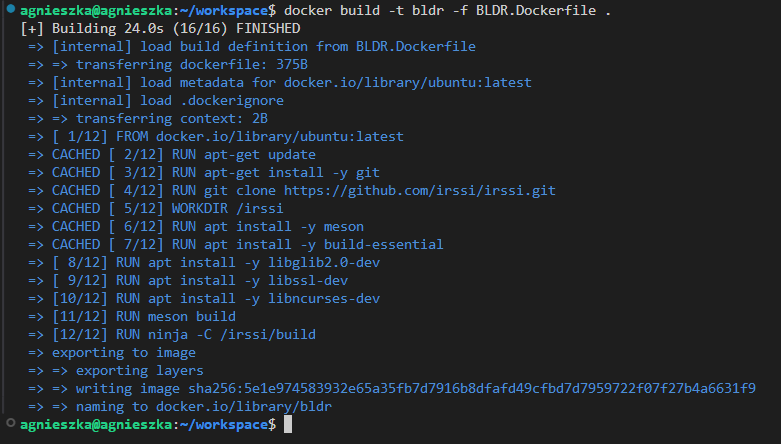 agnieszka@agnieszka:~/workspace$ docker build -t bldr -f BLDR.Dockerfile .
[+] Building 24.0s (16/16) FINISHED
=> [internal] load build definition from BLDR.Dockerfile
=> => transferring dockerfile: 375B
=> [internal] load metadata for docker.io/library/ubuntu:latest
=> [internal] load .dockerignore
=> => transferring context: 2B
=> [ 1/12] FROM docker.io/library/ubuntu:latest
=> CACHED [ 2/12] RUN apt-get update
=> CACHED [ 3/12] RUN apt-get install -y git
=> CACHED [ 4/12] RUN git clone https://github.com/irssi/irssi.git
=> CACHED [ 5/12] WORKDIR /irssi
=> CACHED [ 6/12] RUN apt install -y meson
=> CACHED [ 7/12] RUN apt install -y build-essential
=> [ 8/12] RUN apt install -y libglib2.0-dev
=> [ 9/12] RUN apt install -y libssl-dev
=> [10/12] RUN apt install -y libncurses-dev
=> [11/12] RUN meson build
=> [12/12] RUN ninja -C /irssi/build
=> exporting to image
=> => exporting layers
=> => writing image sha256:5e1e974583932e65a35fb7d7916b8dfafd49cfbd7d7959722f07f27b4a6631f9
=> => naming to docker.io/library/bldr
agnieszka@agnieszka:~/workspace$